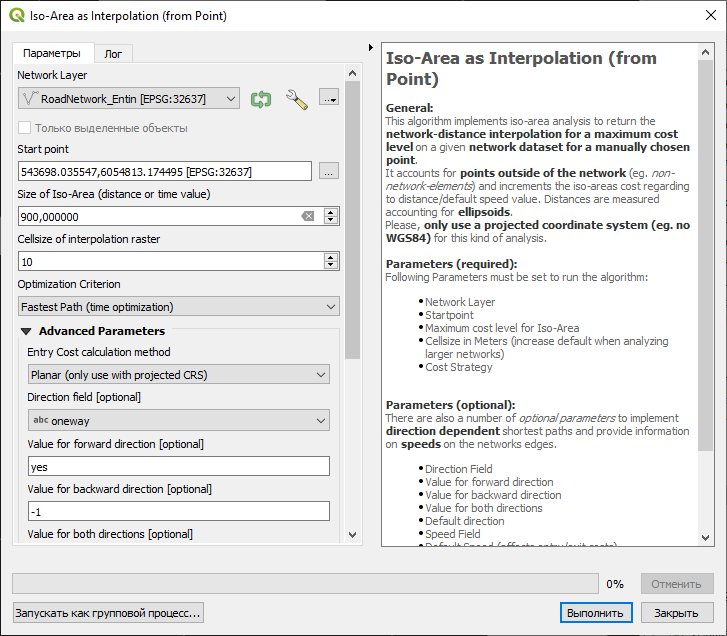 Iso-Area as Interpolation (from Point)
Параметры
Лог
Network Layer
RoadNetwork_Entin [EPSG:32637]
...
Только выделенные объекты
Start point
543698.035547,6054813.174495 [EPSG:32637]
...
Size of Iso-Area (distance or time value)
900,000000
Cellsize of interpolation raster
10
Optimization Criterion
Fastest Path (time optimization)
Advanced Parameters
Entry Cost calculation method
Planar (only use with projected CRS)
Direction field [optional]
abc oneway
Value for forward direction [optional]
yes
Value for backward direction [optional]
-1
Value for both directions [optional]
Iso-Area as Interpolation (from
Point)
General:
This algorithm implements iso-area analysis to return the
network-distance interpolation for a maximum cost
level on a given network dataset for a manually chosen
point.
It accounts for points outside of the network (eg. non-
network-elements) and increments the iso-areas cost regarding
to distance/default speed value. Distances are measured
accounting for ellipsoids.
Please, only use a projected coordinate system (eg. no
WGS84) for this kind of analysis.
Parameters (required):
Following Parameters must be set to run the algorithm:
• Network Layer
• Startpoint
• Maximum cost level for Iso-Area
• Cellsize in Meters (increase default when analyzing
larger networks)
• Cost Strategy
Parameters (optional):
There are also a number of optional parameters to implement
direction dependent shortest paths and provide information
on speeds on the networks edges.
• Direction Field
• Value for forward direction
• Value for backward direction
• Value for both directions
• Default direction
• Speed Field
• Default Speed (affects entry/exit costs)
0%
Отменить
Запускать как групповой процесс...
Выполнить
Закрыть